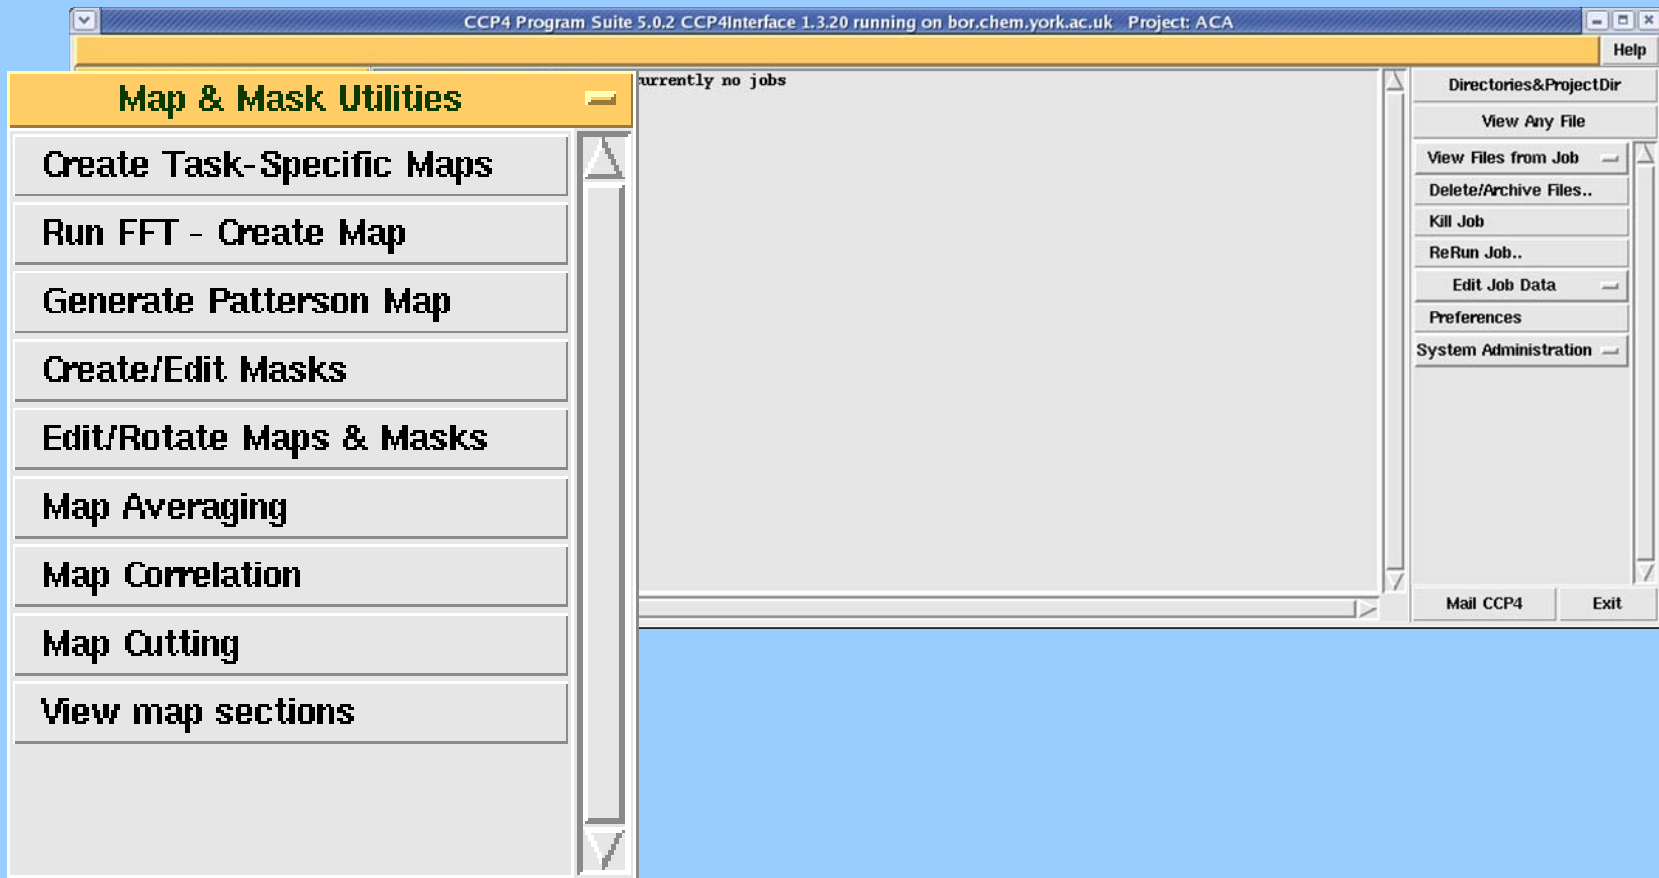 CCP4 Program Suite 5.0.2 CCP4Interface 1.3.20 running on bor.chem.york.ac.uk Project: ACA
Help
Map & Mask Utilities
Create Task-Specific Maps
Run FFT - Create Map
Generate Patterson Map
Create/Edit Masks
Edit/Rotate Maps & Masks
Map Averaging
Map Correlation
Map Cutting
View map sections
urrently no jobs
Directories&ProjectDir
View Any File
View Files from Job
Delete/Archive Files..
Kill Job
ReRun Job..
Edit Job Data
Preferences
System Administration
Mail CCP4
Exit